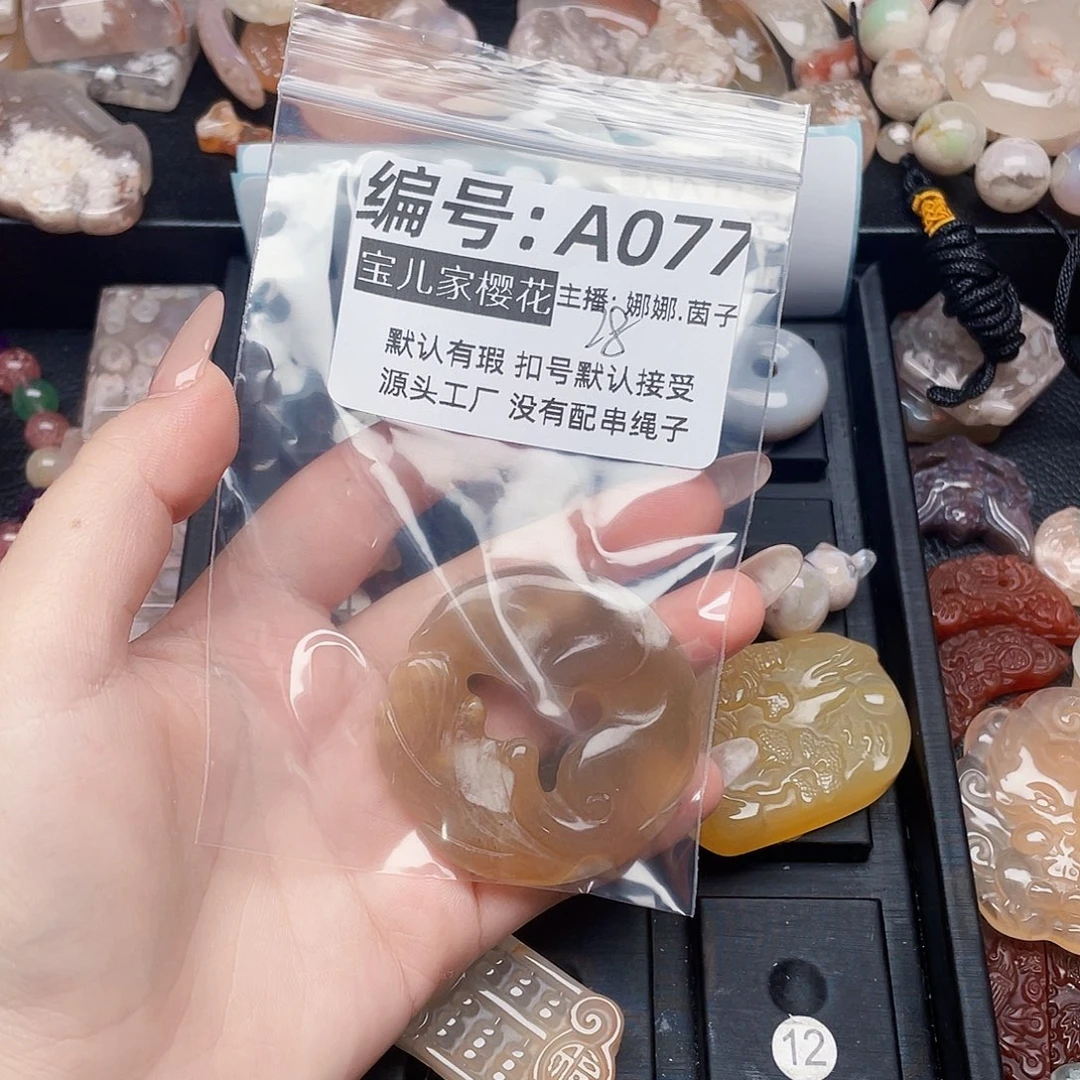 编号：A077
宝儿家樱花 主播：娜娜.茵子
28
默认有瑕 扣号默认接受
源头工厂 没有配串绳子
12